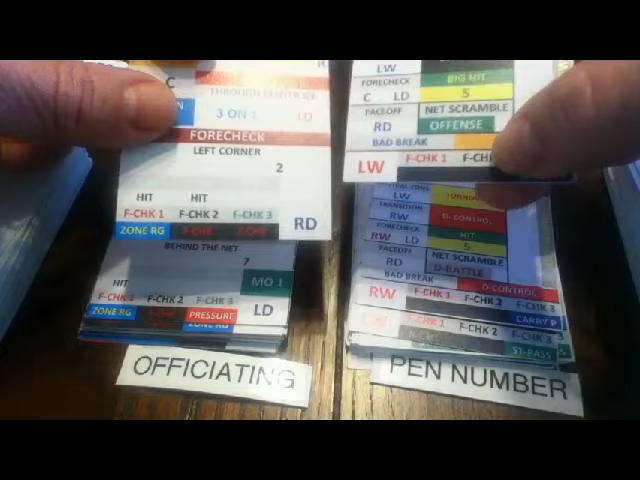 C
THROUGH CENTER ICE
3 ON 1 LD
FORECHECK
LEFT CORNER
2
HIT HIT
F-CHK 1 F-CHK 2 F-CHK 3
RD
ZONE RG
BEHIND THE NET
7
MO 1
HIT
F-CHK 1 F-CHK 2 F-CHK 3
LD
ZONE RG PRESSURE
ZONE RG
OFFICIATING
LW
FORECHECK BIG HIT
C LD 5
FACEOFF NET SCRAMBLE
RD OFFENSE
BAD BREAK
LW F-CHK 1
LW
TRANSITION
RW D-CONTROL
FORECHECK HIT
RW LD 5
FACEOFF NET SCRAMBLE
RD D-BATTLE
BAD BREAK
D-CONTROL
RW F-CHK 1 F-CHK 2 F-CHK 3
CARRY P
LW F-CHK 1 F-CHK 2 F-CHK 3
ST-PASS
PEN NUMBER